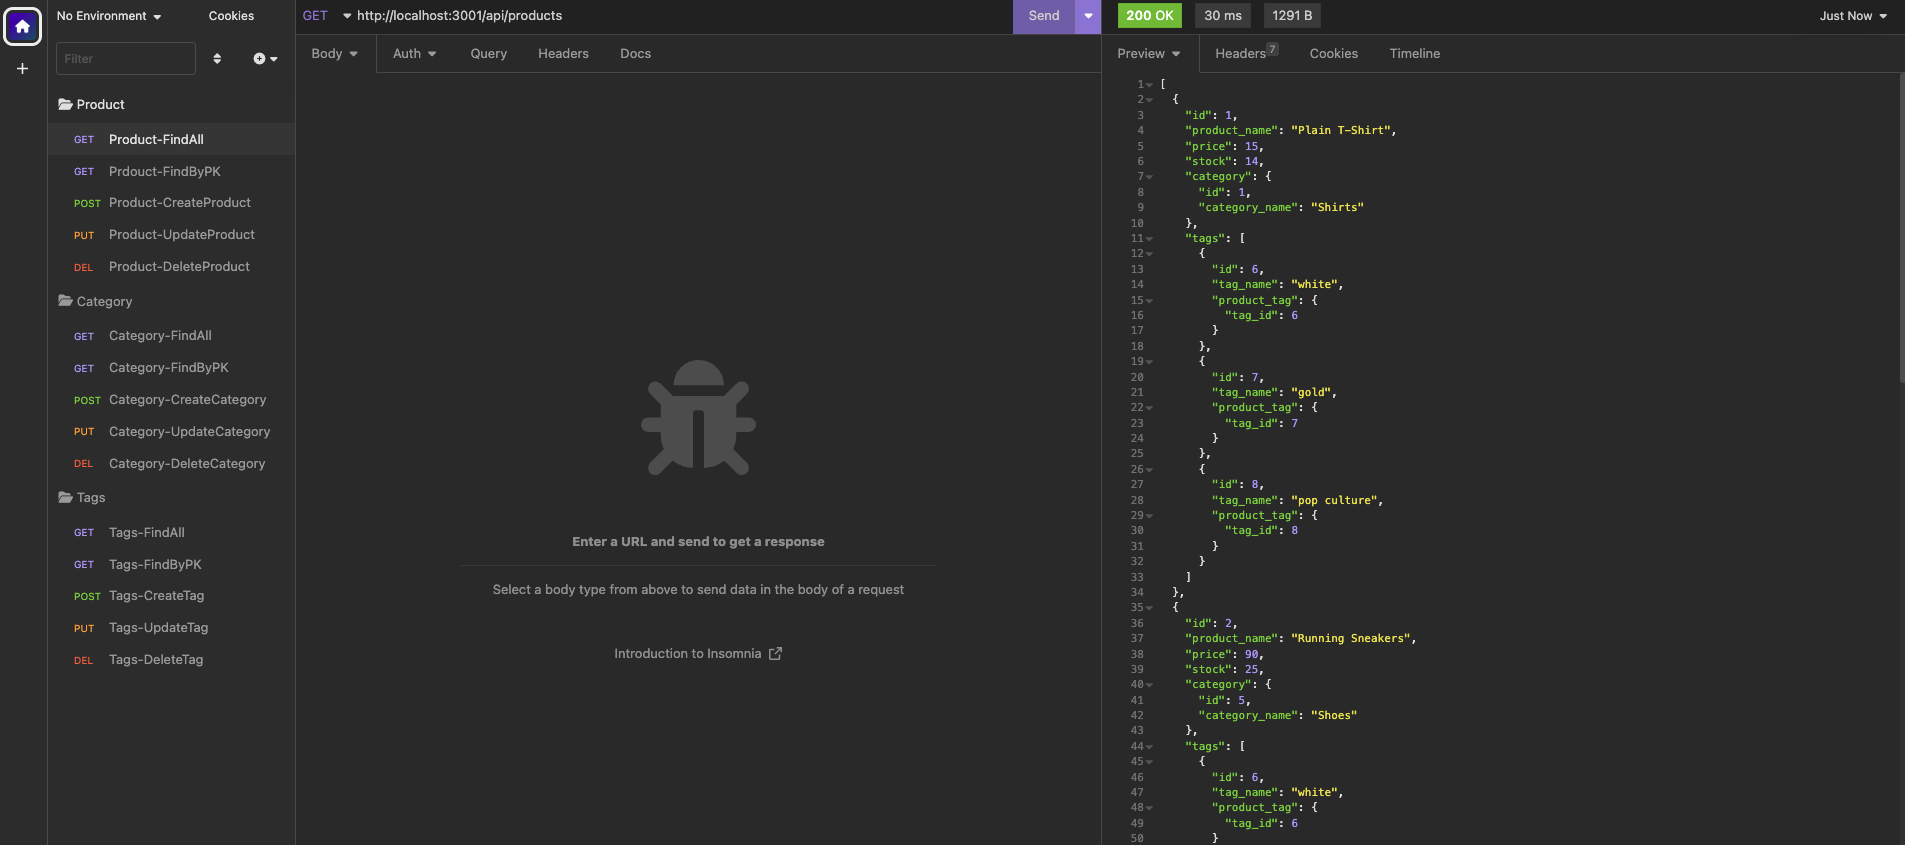 No Environment
Cookies
Filter
Product
GET Product-FindAll
GET Prdouct-FindByPK
POST Product-CreateProduct
PUT Product-UpdateProduct
DEL Product-DeleteProduct
Category
GET Category-FindAll
GET Category-FindByPK
POST Category-CreateCategory
PUT Category-UpdateCategory
DEL Category-DeleteCategory
Tags
GET Tags-FindAll
GET Tags-FindByPK
POST Tags-CreateTag
PUT Tags-UpdateTag
DEL Tags-DeleteTag
GET http://localhost:3001/api/products
Send
Body Auth Query Headers Docs
Enter a URL and send to get a response
Select a body type from above to send data in the body of a request
Introduction to Insomnia
200 OK 30 ms 1291 B Just Now
Preview Headers 7 Cookies Timeline
1 [
2 {
3 "id": 1,
4 "product_name": "Plain T-Shirt",
5 "price": 15,
6 "stock": 14,
7 "category": {
8 "id": 1,
9 "category_name": "Shirts"
10 },
11 "tags": [
12 {
13 "id": 6,
14 "tag_name": "white",
15 "product_tag": {
16 "tag_id": 6
17 }
18 },
19 {
20 "id": 7,
21 "tag_name": "gold",
22 "product_tag": {
23 "tag_id": 7
24 }
25 },
26 {
27 "id": 8,
28 "tag_name": "pop culture",
29 "product_tag": {
30 "tag_id": 8
31 }
32 }
33 ]
34 },
35 {
36 "id": 2,
37 "product_name": "Running Sneakers",
38 "price": 90,
39 "stock": 25,
40 "category": {
41 "id": 5,
42 "category_name": "Shoes"
43 },
44 "tags": [
45 {
46 "id": 6,
47 "tag_name": "white",
48 "product_tag": {
49 "tag_id": 6
50 }